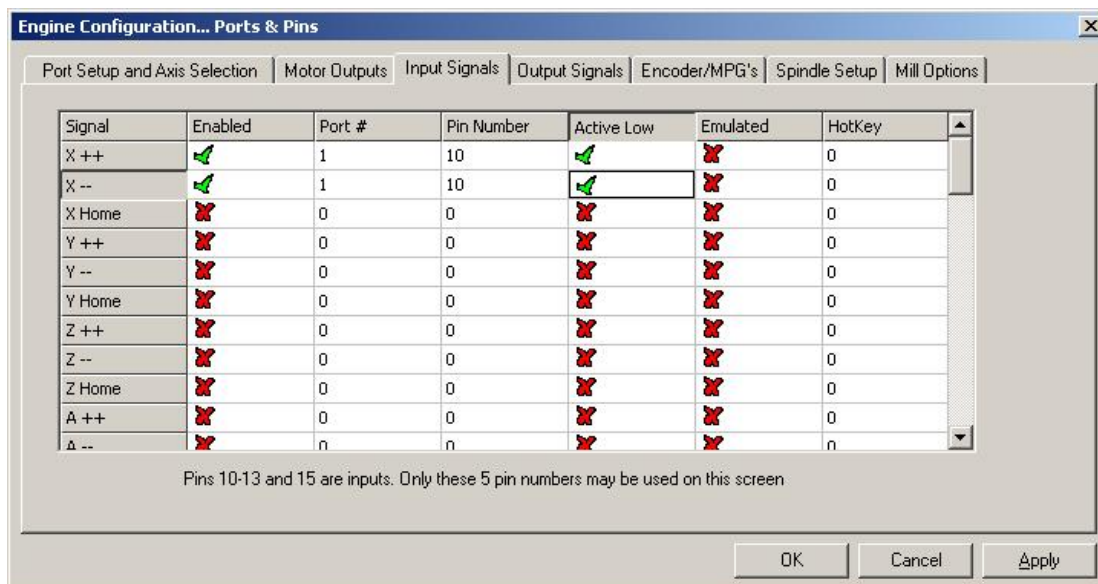 Engine Configuration... Ports & Pins
Port Setup and Axis Selection Motor Outputs Input Signals Output Signals Encoder/MPG's Spindle Setup Mill Options
Signal Enabled Port # Pin Number Active Low Emulated HotKey
X ++ 1 10 0
X -- 1 10 0
X Home 0 0 0
Y ++ 0 0 0
Y -- 0 0 0
Y Home 0 0 0
Z ++ 0 0 0
Z -- 0 0 0
Z Home 0 0 0
A ++ 0 0 0
A -- 0 0 0
Pins 10-13 and 15 are inputs. Only these 5 pin numbers may be used on this screen
OK Cancel Apply